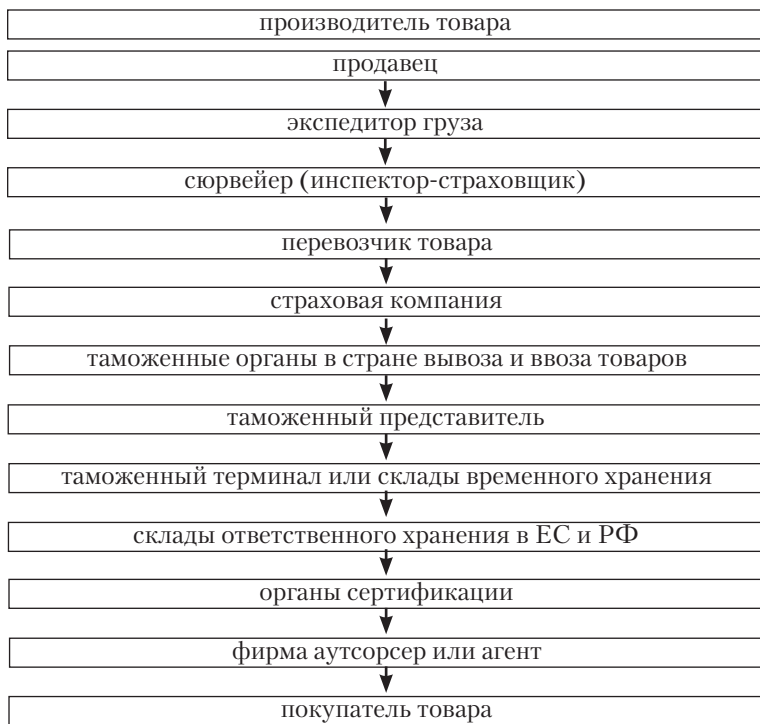 производитель товара
продавец
экспедитор груза
сюрвейер (инспектор-страховщик)
перевозчик товара
страховая компания
таможенные органы в стране вывоза и ввоза товаров
таможенный представитель
таможенный терминал или склады временного хранения
склады ответственного хранения в ЕС и РФ
органы сертификации
фирма аутсорсер или агент
покупатель товара